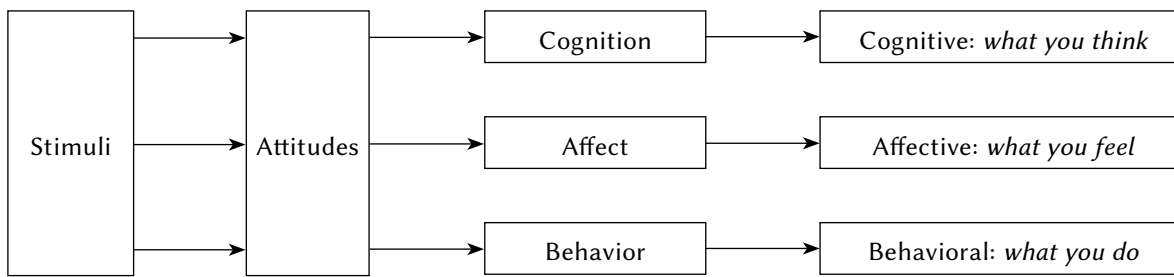 Stimuli
Attitudes
Cognition
Cognitive: what you think
Affect
Affective: what you feel
Behavior
Behavioral: what you do